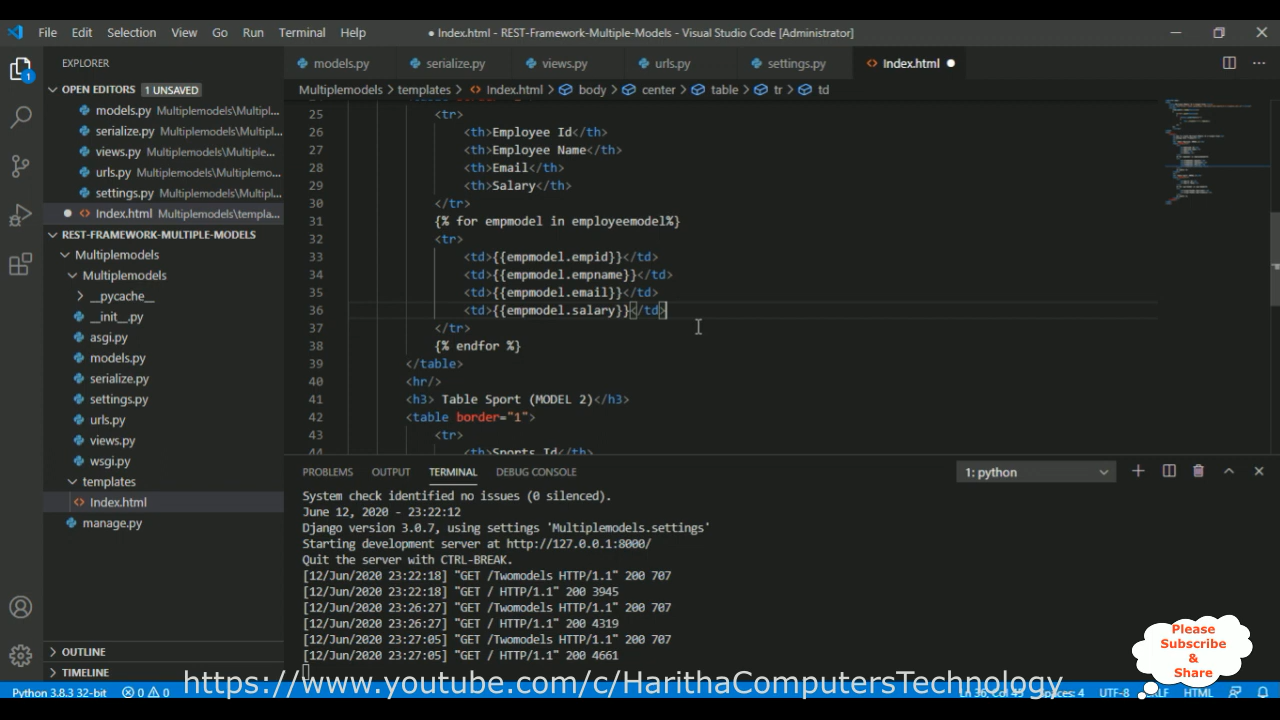 File Edit Selection View Go Run Terminal Help
● Index.html - REST-Framework-Multiple-Models - Visual Studio Code [Administrator]
EXPLORER
models.py serialize.py views.py urls.py settings.py Index.html ●
OPEN EDITORS 1 UNSAVED
Multiplemodels > templates > Index.html > body > center > table > tr > td
models.py Multiplemodels\Multipl...
serialize.py Multiplemodels\Multipl...
views.py Multiplemodels\Multiple...
urls.py Multiplemodels\Multiplemo...
settings.py Multiplemodels\Multipl...
● Index.html Multiplemodels\templa...
REST-FRAMEWORK-MULTIPLE-MODELS
Multiplemodels
Multiplemodels
__pycache__
__init__.py
asgi.py
models.py
serialize.py
settings.py
urls.py
views.py
wsgi.py
templates
Index.html
manage.py
OUTLINE
TIMELINE
25 <tr>
26 <th>Employee Id</th>
27 <th>Employee Name</th>
28 <th>Email</th>
29 <th>Salary</th>
30 </tr>
31 {% for empmodel in employeemodel%}
32 <tr>
33 <td>{{empmodel.empid}}</td>
34 <td>{{empmodel.empname}}</td>
35 <td>{{empmodel.email}}</td>
36 <td>{{empmodel.salary}}</td>
37 </tr>
38 {% endfor %}
39 </table>
40 <hr/>
41 <h3> Table Sport (MODEL 2)</h3>
42 <table border="1">
43 <tr>
44 <th>Sports Id</th>
PROBLEMS OUTPUT TERMINAL DEBUG CONSOLE 1: python
System check identified no issues (0 silenced).
June 12, 2020 - 23:22:12
Django version 3.0.7, using settings 'Multiplemodels.settings'
Starting development server at http://127.0.0.1:8000/
Quit the server with CTRL-BREAK.
[12/Jun/2020 23:22:18] "GET /Twomodels HTTP/1.1" 200 707
[12/Jun/2020 23:22:18] "GET / HTTP/1.1" 200 3945
[12/Jun/2020 23:26:27] "GET /Twomodels HTTP/1.1" 200 707
[12/Jun/2020 23:26:27] "GET / HTTP/1.1" 200 4319
[12/Jun/2020 23:27:05] "GET /Twomodels HTTP/1.1" 200 707
[12/Jun/2020 23:27:05] "GET / HTTP/1.1" 200 4661
Please
Subscribe
&
Share
https://www.youtube.com/c/HarithaComputersTechnology
Python 3.8.3 32-bit 0 0 Spaces: 4 UTF-8 HTML